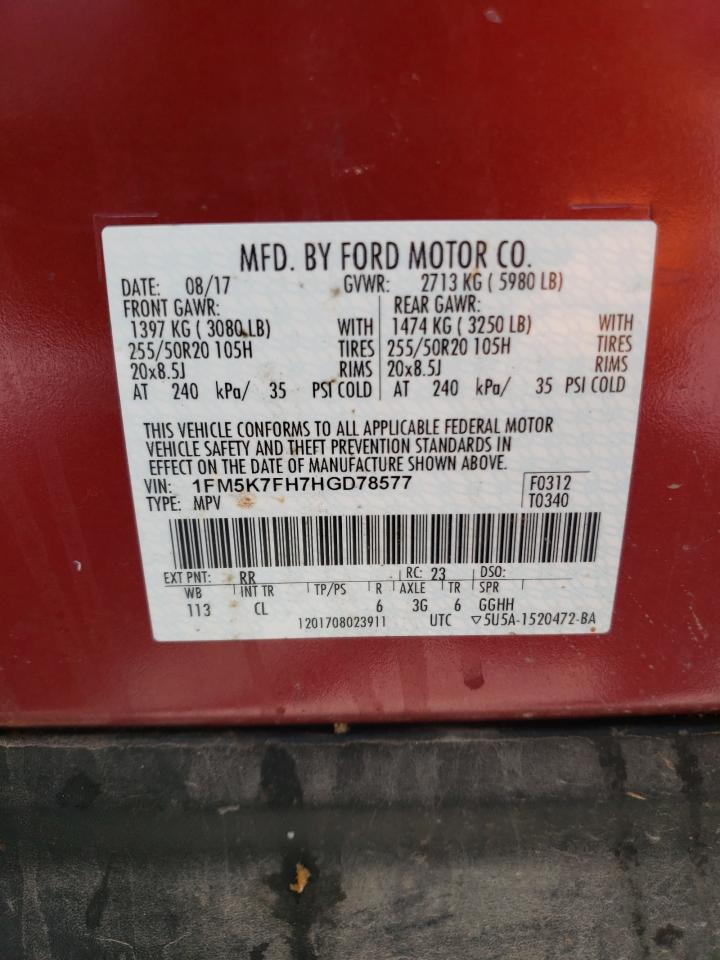 MFD. BY FORD MOTOR CO.
DATE: 08/17 GVWR: 2713 KG ( 5980 LB)
FRONT GAWR: REAR GAWR:
1397 KG ( 3080 LB) WITH 1474 KG ( 3250 LB) WITH
255/50R20 105H TIRES 255/50R20 105H TIRES
20x8.5J RIMS 20x8.5J RIMS
AT 240 kPa/ 35 PSI COLD AT 240 kPa/ 35 PSI COLD
THIS VEHICLE CONFORMS TO ALL APPLICABLE FEDERAL MOTOR
VEHICLE SAFETY AND THEFT PREVENTION STANDARDS IN
EFFECT ON THE DATE OF MANUFACTURE SHOWN ABOVE.
VIN: 1FM5K7FH7HGD78577 F0312
TYPE: MPV T0340
EXT PNT: RR RC: 23 DSO:
WB INT TR TP/PS R AXLE TR SPR
113 CL 6 3G 6 GGHH
1201708023911 UTC ▽5U5A-1520472-BA